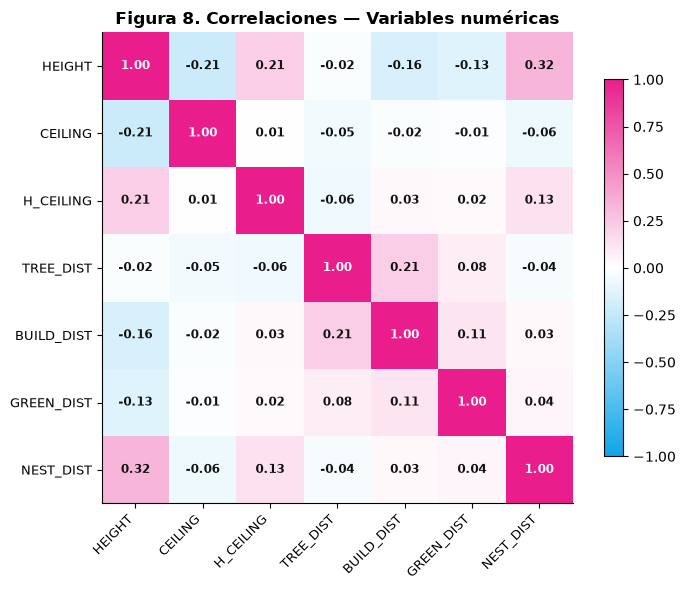 Figura 8. Correlaciones — Variables numéricas
HEIGHT 1.00 -0.21 0.21 -0.02 -0.16 -0.13 0.32
CEILING -0.21 1.00 0.01 -0.05 -0.02 -0.01 -0.06
H_CEILING 0.21 0.01 1.00 -0.06 0.03 0.02 0.13
TREE_DIST -0.02 -0.05 -0.06 1.00 0.21 0.08 -0.04
BUILD_DIST -0.16 -0.02 0.03 0.21 1.00 0.11 0.03
GREEN_DIST -0.13 -0.01 0.02 0.08 0.11 1.00 0.04
NEST_DIST 0.32 -0.06 0.13 -0.04 0.03 0.04 1.00
HEIGHT CEILING H_CEILING TREE_DIST BUILD_DIST GREEN_DIST NEST_DIST
1.00
0.75
0.50
0.25
0.00
−0.25
−0.50
−0.75
−1.00